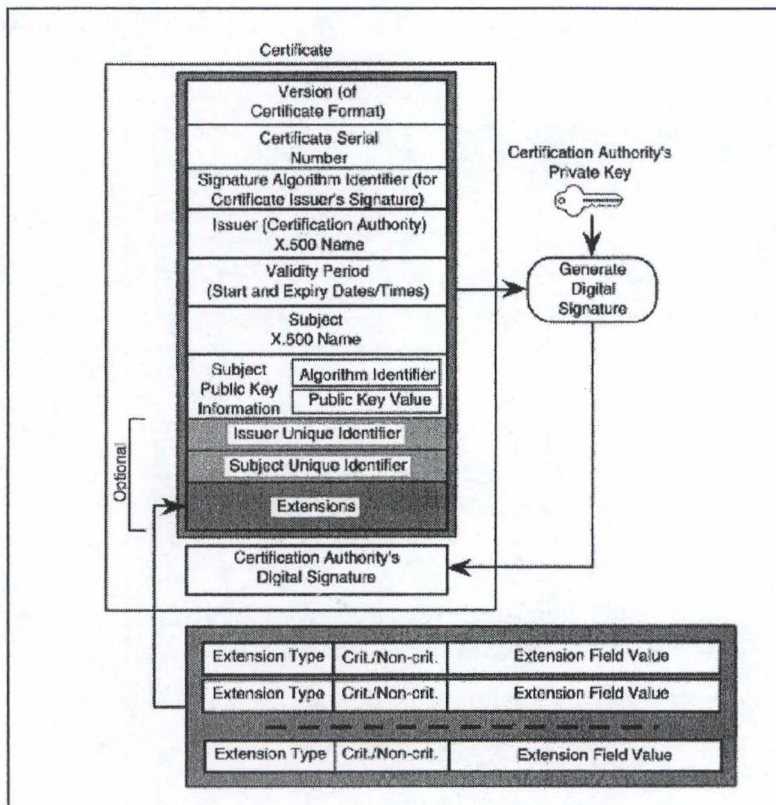 Certificate
Version (of
Certificate Format)
Certificate Serial
Number
Signature Algorithm Identifier (for
Certificate Issuer's Signature)
Issuer (Certification Authority)
X.500 Name
Validity Period
(Start and Expiry Dates/Times)
Subject
X.500 Name
Subject
Public Key
Information
Algorithm Identifier
Public Key Value
Optional
Issuer Unique Identifier
Subject Unique Identifier
Extensions
Certification Authority's
Digital Signature
Certification Authority's
Private Key
Generate
Digital
Signature
Extension Type Crit./Non-crit. Extension Field Value
Extension Type Crit./Non-crit. Extension Field Value
Extension Type Crit./Non-crit. Extension Field Value